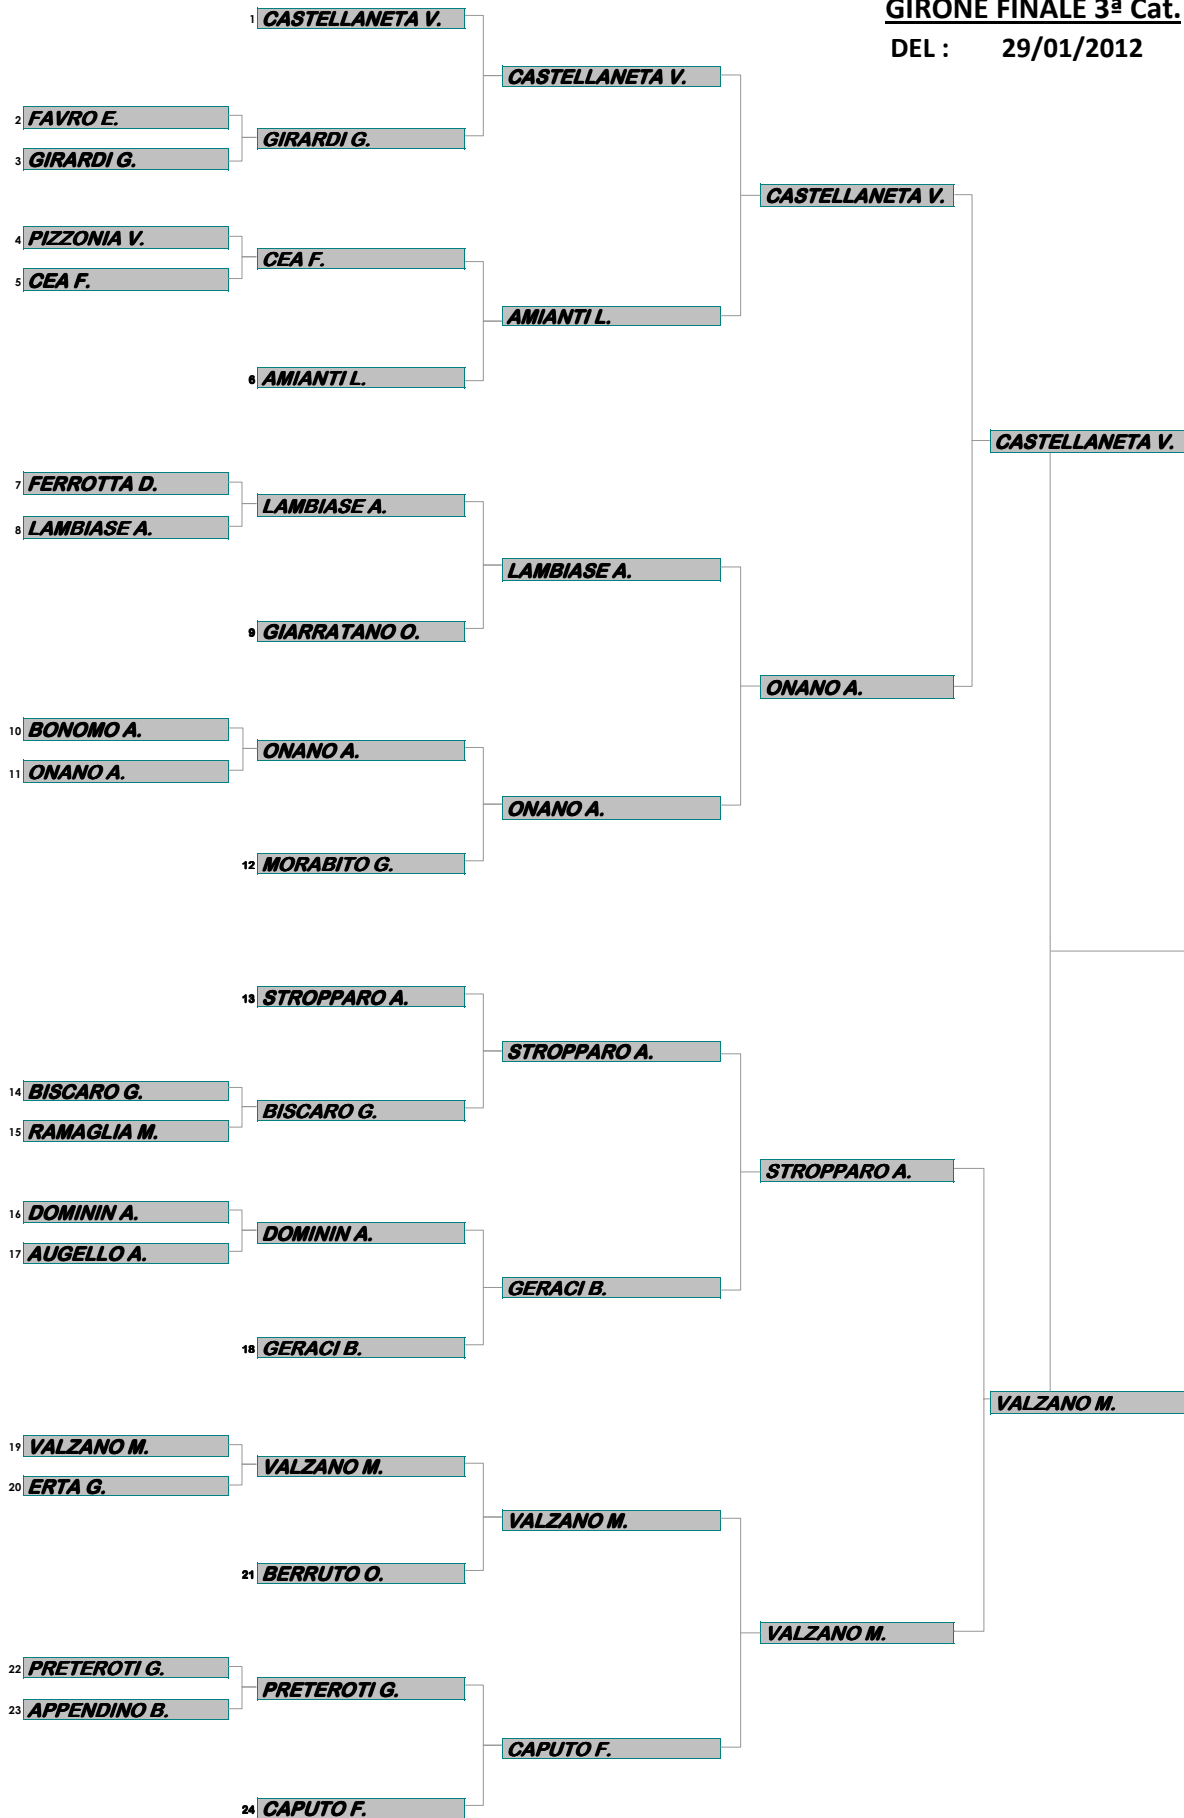 GIRONE FINALE 3ª Cat.
DEL : 29/01/2012
1 CASTELLANETA V.
CASTELLANETA V.
2 FAVRO E.
GIRARDI G.
3 GIRARDI G.
CASTELLANETA V.
4 PIZZONIA V.
CEA F.
5 CEA F.
AMIANTI L.
6 AMIANTI L.
CASTELLANETA V.
7 FERROTTA D.
LAMBIASE A.
8 LAMBIASE A.
LAMBIASE A.
9 GIARRATANO O.
ONANO A.
10 BONOMO A.
ONANO A.
11 ONANO A.
ONANO A.
12 MORABITO G.
13 STROPPARO A.
STROPPARO A.
14 BISCARO G.
BISCARO G.
15 RAMAGLIA M.
STROPPARO A.
16 DOMININ A.
DOMININ A.
17 AUGELLO A.
GERACI B.
18 GERACI B.
VALZANO M.
19 VALZANO M.
VALZANO M.
20 ERTA G.
VALZANO M.
21 BERRUTO O.
VALZANO M.
22 PRETEROTI G.
PRETEROTI G.
23 APPENDINO B.
CAPUTO F.
24 CAPUTO F.